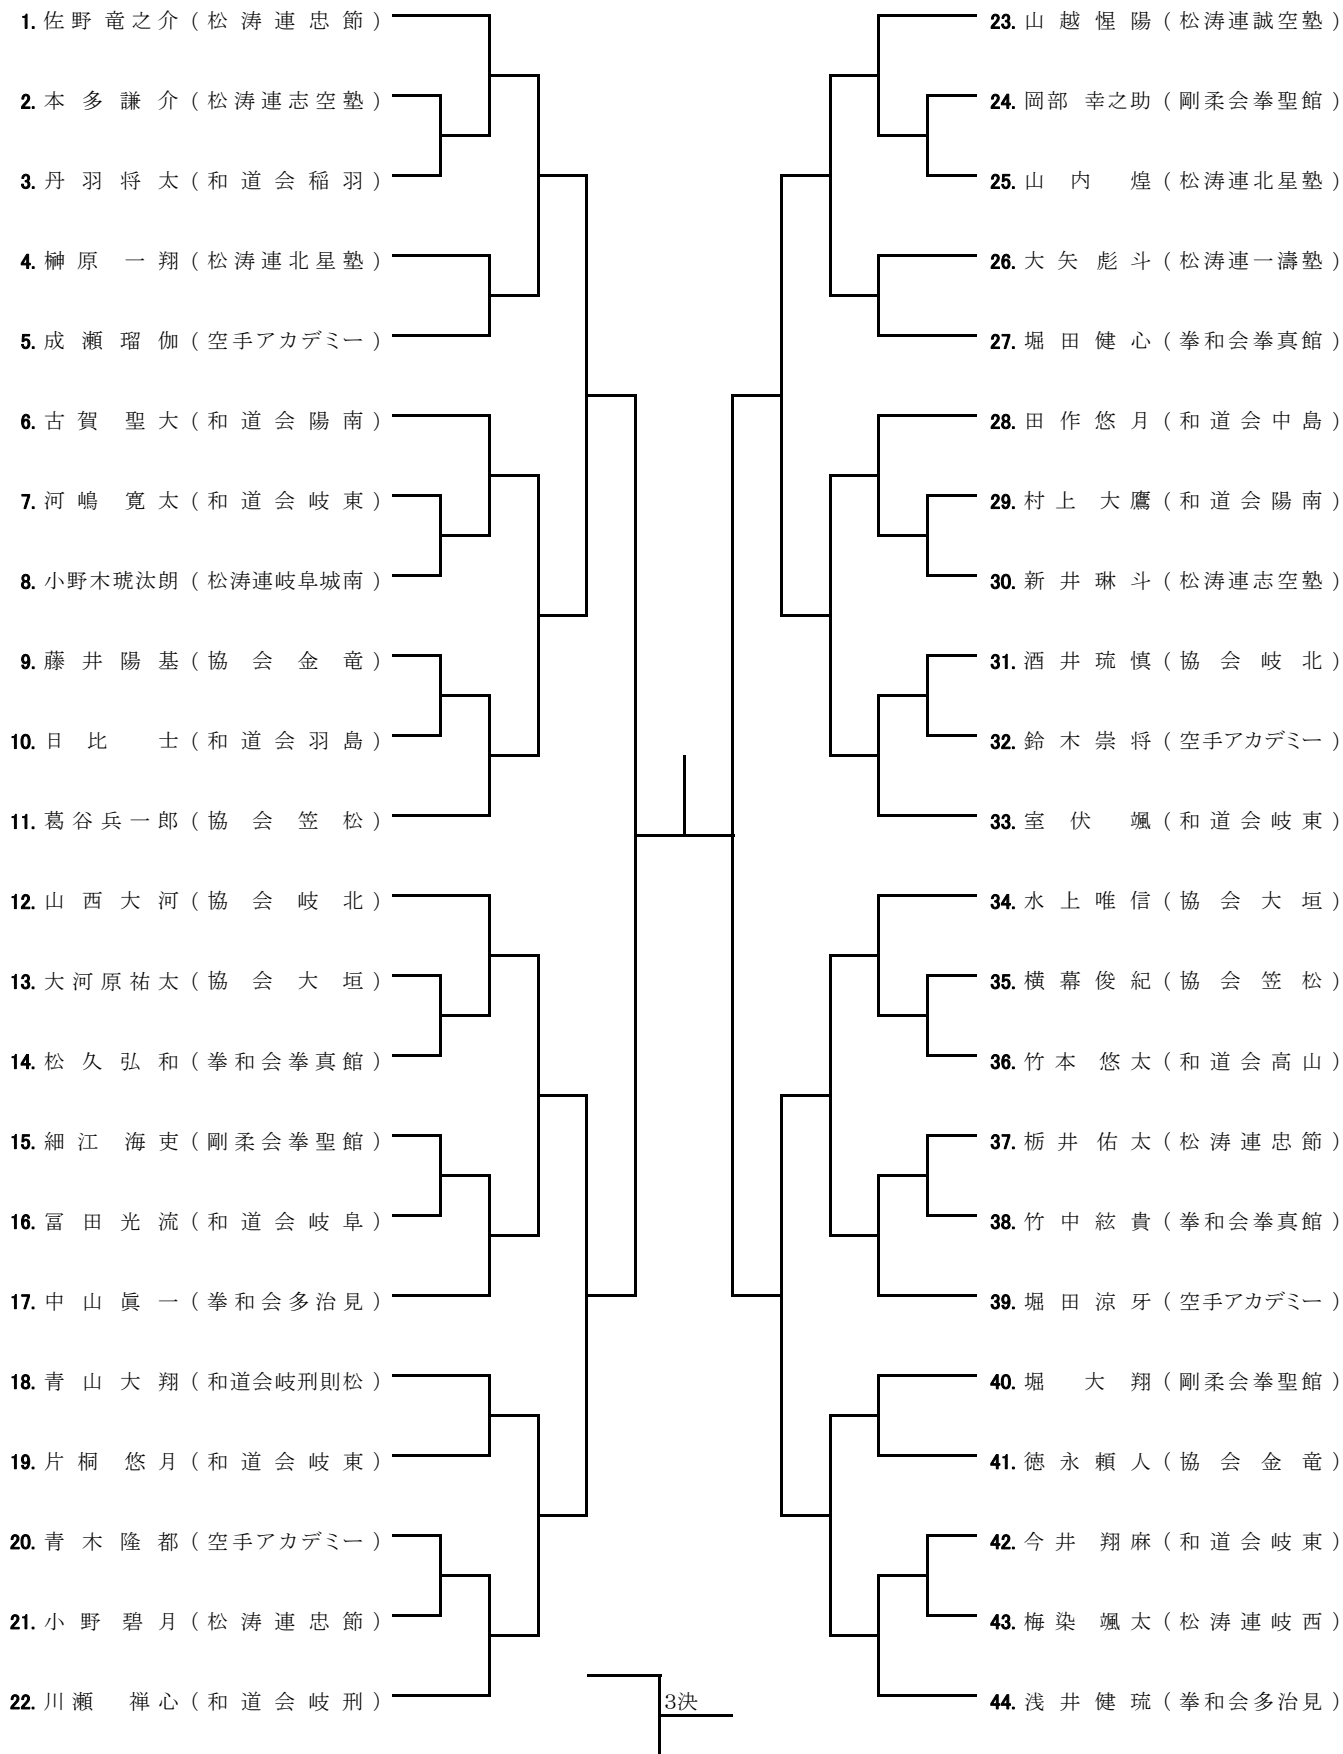 1. 佐野竜之介 (松涛連忠節)
2. 本多謙介 (松涛連志空塾)
3. 丹羽将太 (和道会稲羽)
4. 榊原 一翔 (松涛連北星塾)
5. 成瀬瑠伽 (空手アカデミー)
6. 古賀 聖大 (和道会陽南)
7. 河嶋 寛太 (和道会岐東)
8. 小野木琥汰朗 (松涛連岐阜城南)
9. 藤井陽基 (協会金竜)
10. 日比 士 (和道会羽島)
11. 葛谷兵一郎 (協会笠松)
12. 山西大河 (協会岐北)
13. 大河原祐太 (協会大垣)
14. 松久弘和 (拳和会拳真館)
15. 細江 海吏 (剛柔会拳聖館)
16. 冨田光流 (和道会岐阜)
17. 中山眞一 (拳和会多治見)
18. 青山大翔 (和道会岐刑則松)
19. 片桐 悠月 (和道会岐東)
20. 青木隆都 (空手アカデミー)
21. 小野碧月 (松涛連忠節)
22. 川瀬 禅心 (和道会岐刑)
3決
23. 山越惺陽 (松涛連誠空塾)
24. 岡部 幸之助 (剛柔会拳聖館)
25. 山内 煌 (松涛連北星塾)
26. 大矢彪斗 (松涛連一濤塾)
27. 堀田健心 (拳和会拳真館)
28. 田作悠月 (和道会中島)
29. 村上 大鷹 (和道会陽南)
30. 新井琳斗 (松涛連志空塾)
31. 酒井琉慎 (協会岐北)
32. 鈴木崇将 (空手アカデミー)
33. 室伏 颯 (和道会岐東)
34. 水上唯信 (協会大垣)
35. 横幕俊紀 (協会笠松)
36. 竹本 悠太 (和道会高山)
37. 栃井佑太 (松涛連忠節)
38. 竹中絃貴 (拳和会拳真館)
39. 堀田涼牙 (空手アカデミー)
40. 堀 大翔 (剛柔会拳聖館)
41. 徳永頼人 (協会金竜)
42. 今井 翔麻 (和道会岐東)
43. 梅染 颯太 (松涛連岐西)
44. 浅井健琉 (拳和会多治見)